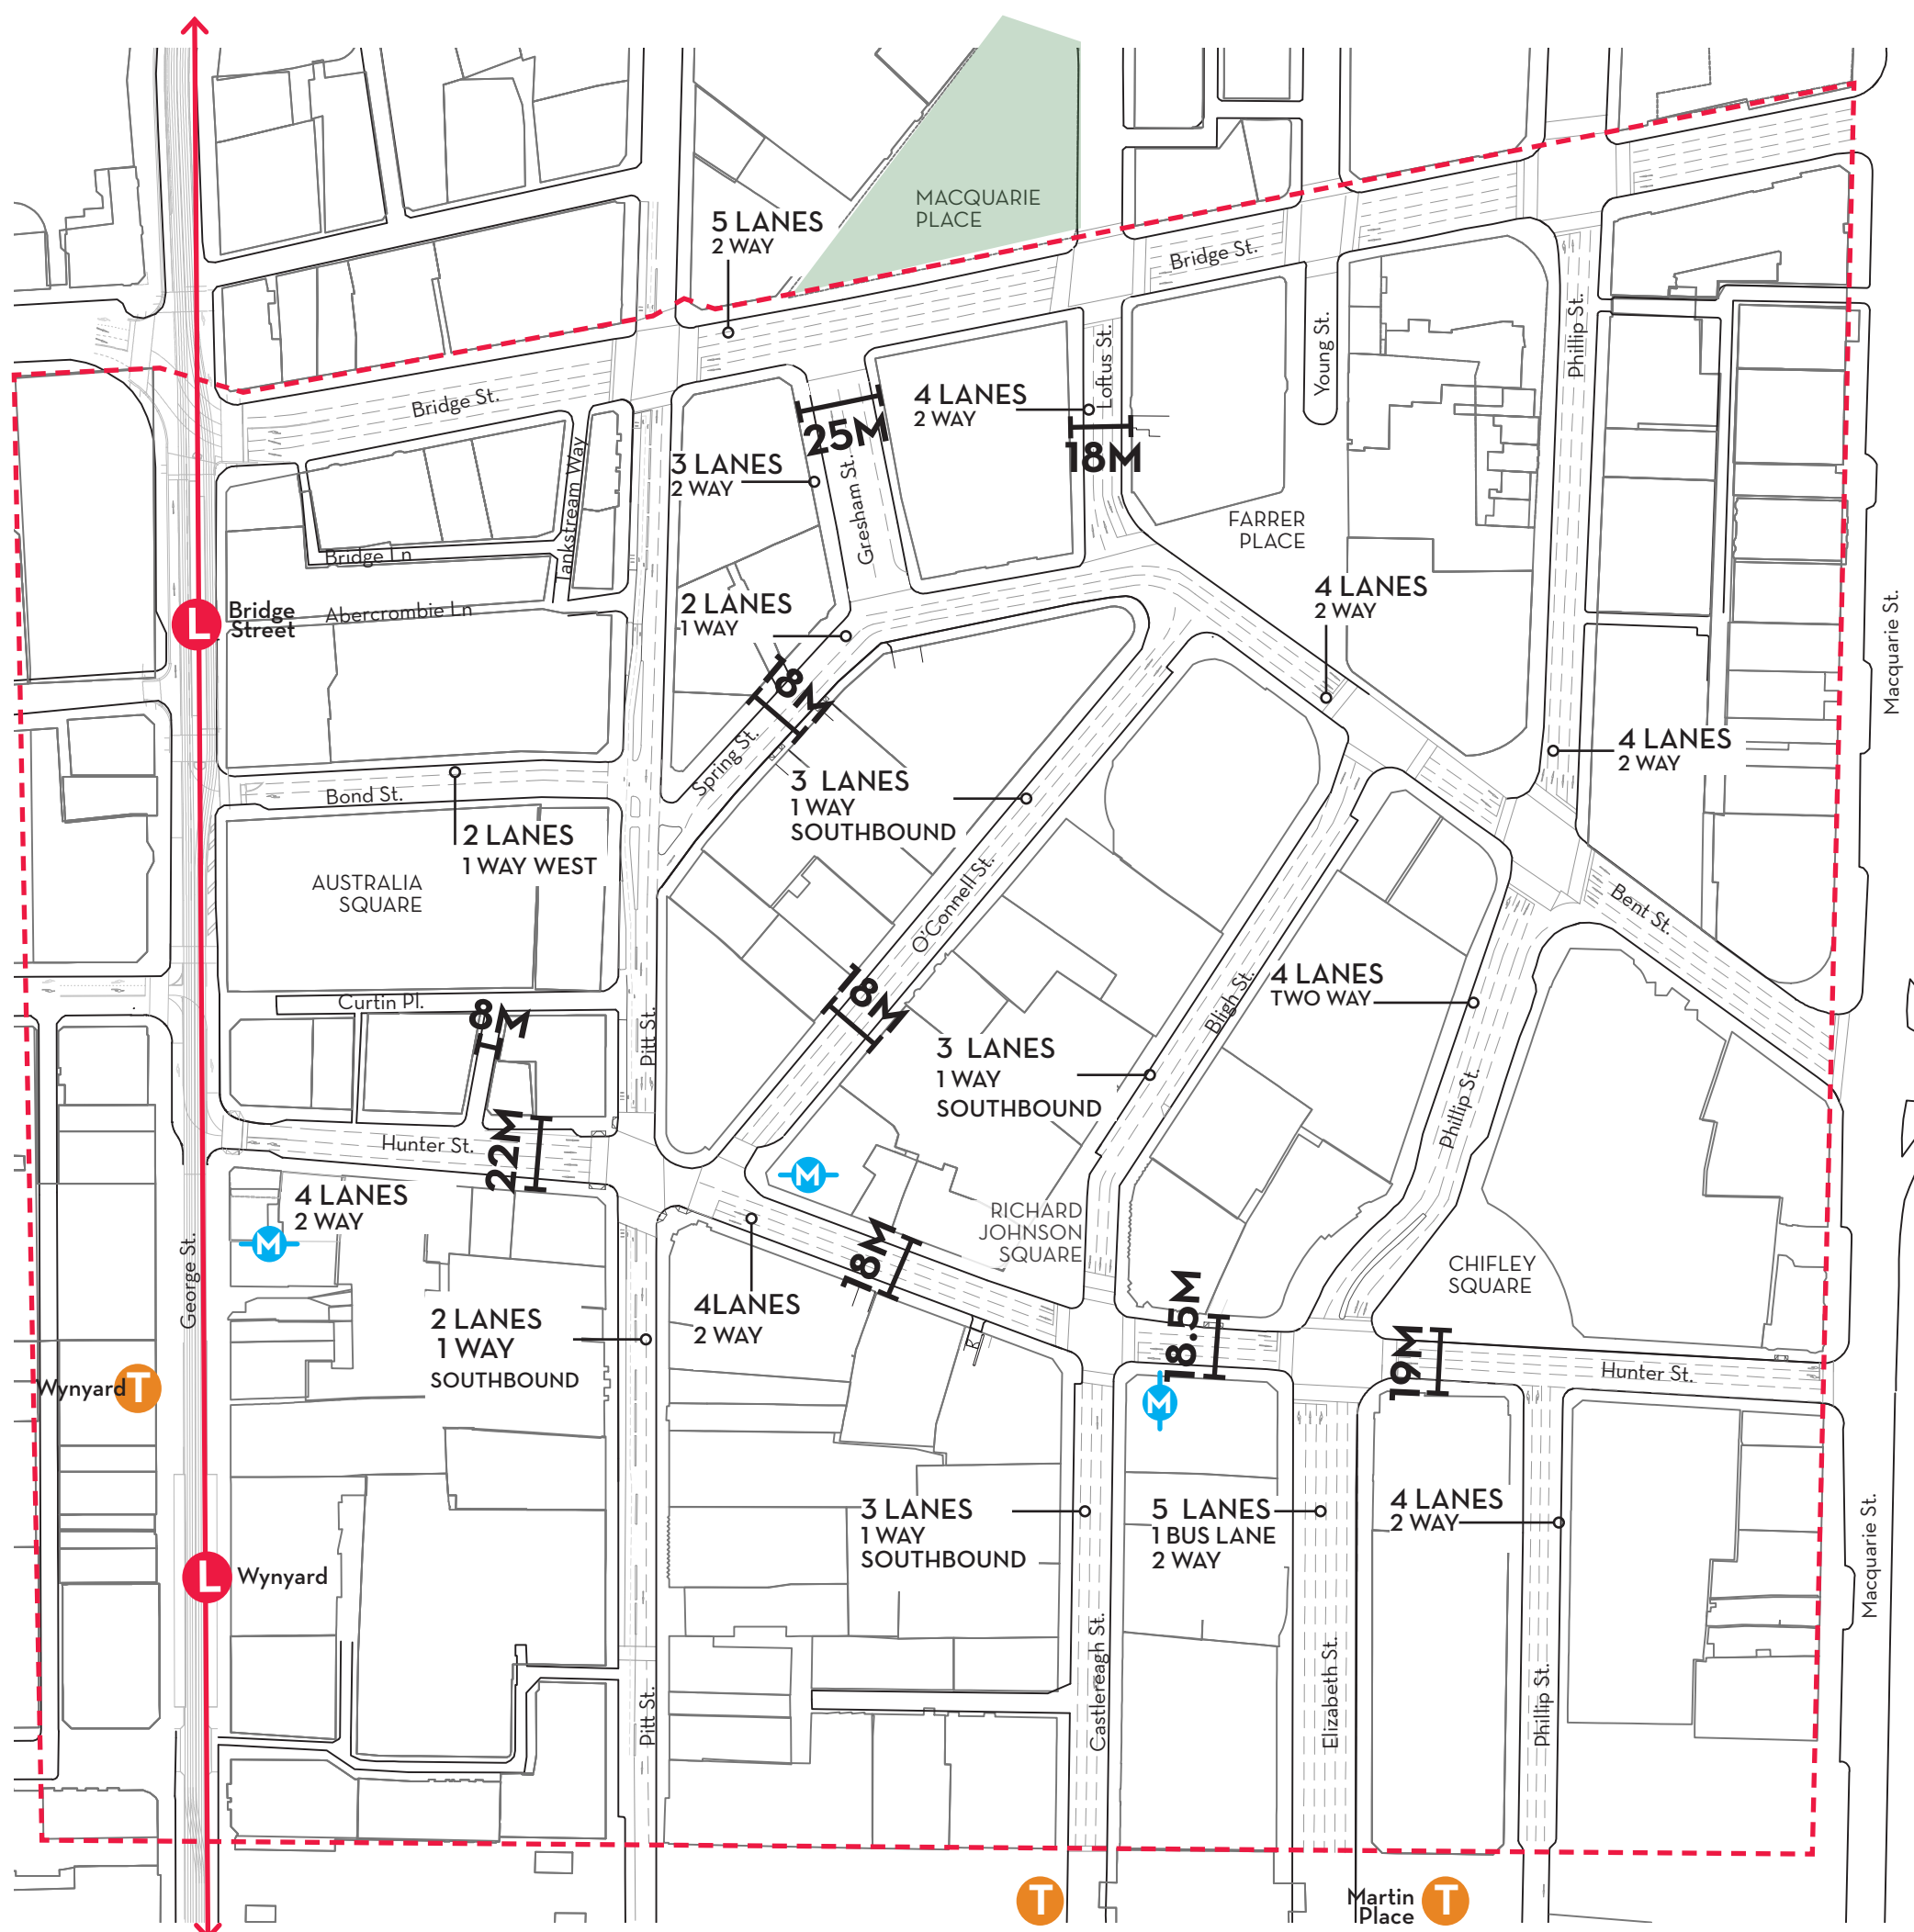 MACQUARIE
PLACE
5 LANES
2 WAY
Bridge St.
Young St.
Phillip St.
Loftus St.
4 LANES
2 WAY
Bridge St.
25M
18M
3 LANES
2 WAY
Gresham St.
Tankstream Way
FARRER
PLACE
Bridge Ln
4 LANES
2 WAY
2 LANES
1 WAY
L
Bridge
Street
Abercrombie Ln
Macquarie St.
18M
Spring St.
4 LANES
2 WAY
3 LANES
1 WAY
SOUTHBOUND
Bond St.
2 LANES
1 WAY WEST
AUSTRALIA
SQUARE
O'Connell St.
Bent St.
4 LANES
TWO WAY
Bligh St.
Curtin Pl.
8M
18M
Pitt St.
3 LANES
1 WAY
SOUTHBOUND
Phillip St.
Hunter St.
22M
M
4 LANES
2 WAY
M
George St.
RICHARD
JOHNSON
SQUARE
18M
CHIFLEY
SQUARE
4LANES
2 WAY
2 LANES
1 WAY
SOUTHBOUND
18.5M
19M
Hunter St.
Wynyard
T
M
3 LANES
1 WAY
SOUTHBOUND
5 LANES
1 BUS LANE
2 WAY
4 LANES
2 WAY
Macquarie St.
L
Wynyard
Pitt St.
Castlereagh St.
Elizabeth St.
Phillip St.
T
Martin
Place
T